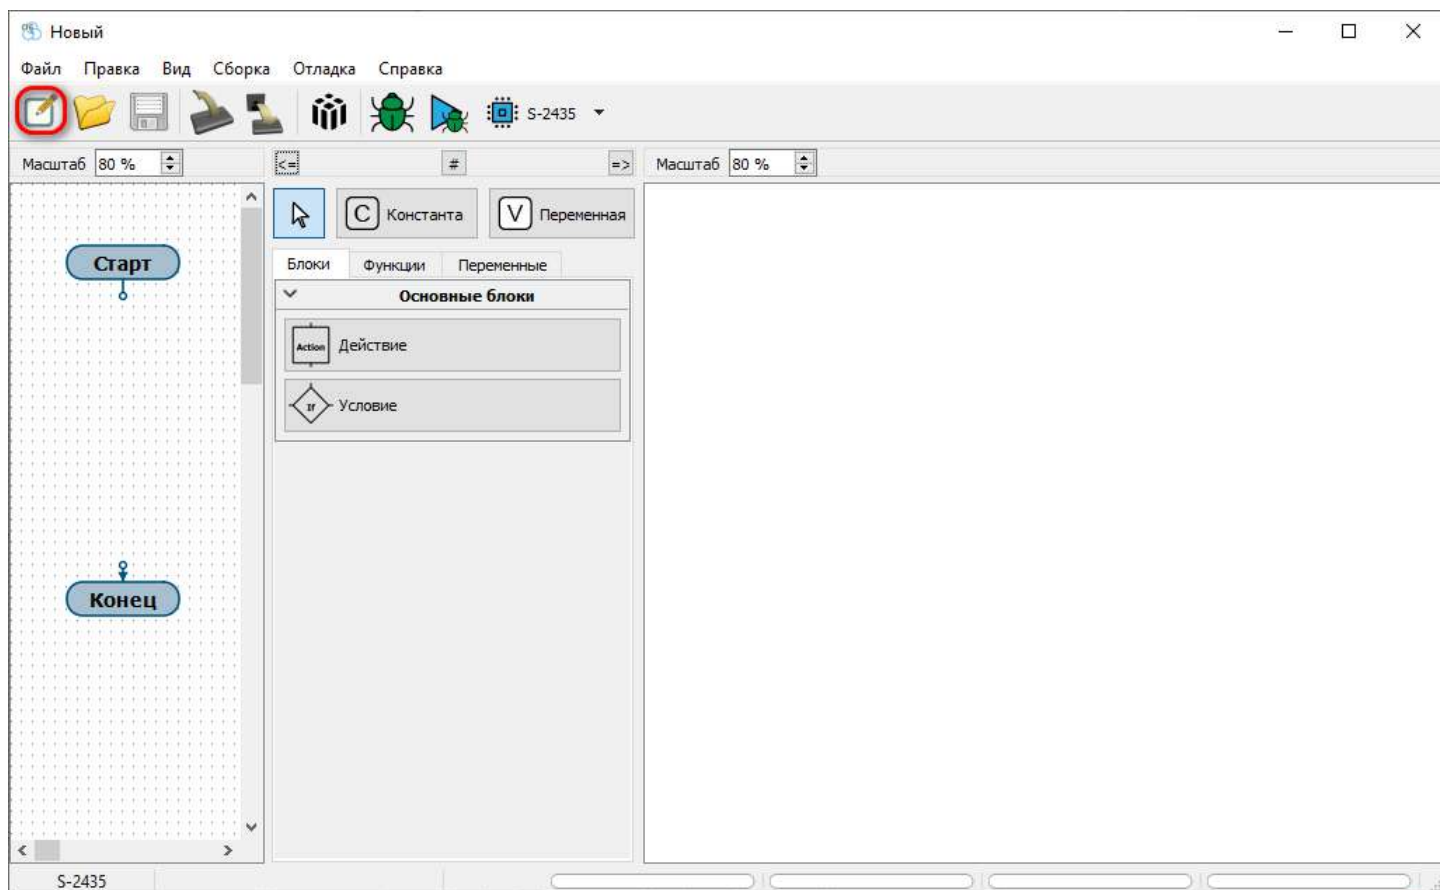 Новый
Файл Правка Вид Сборка Отладка Справка
S-2435
Масштаб 80 % <= # => Масштаб 80 %
C Константа V Переменная
Старт
Блоки Функции Переменные
Основные блоки
Action Действие
If Условие
Конец
S-2435